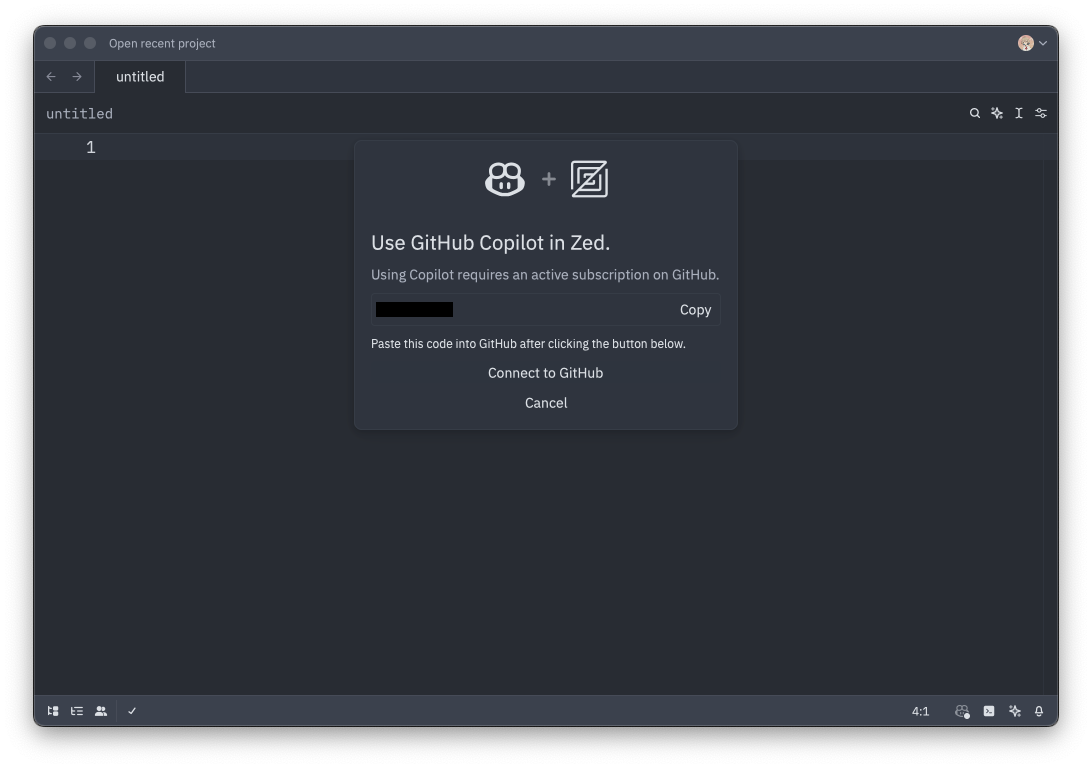 Open recent project
untitled
untitled
1
Use GitHub Copilot in Zed.
Using Copilot requires an active subscription on GitHub.
Copy
Paste this code into GitHub after clicking the button below.
Connect to GitHub
Cancel
4:1